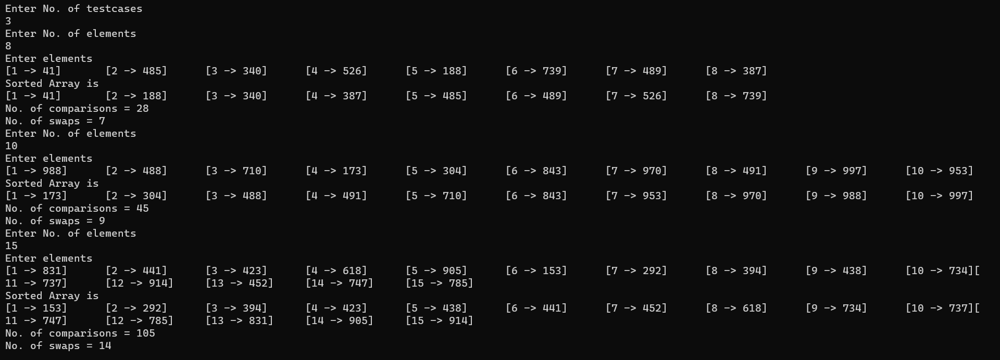 Enter No. of testcases
3
Enter No. of elements
8
Enter elements
[1 -> 41]       [2 -> 485]      [3 -> 340]      [4 -> 526]      [5 -> 188]      [6 -> 739]      [7 -> 489]      [8 -> 387]
Sorted Array is
[1 -> 41]       [2 -> 188]      [3 -> 340]      [4 -> 387]      [5 -> 485]      [6 -> 489]      [7 -> 526]      [8 -> 739]
No. of comparisons = 28
No. of swaps = 7
Enter No. of elements
10
Enter elements
[1 -> 988]      [2 -> 488]      [3 -> 710]      [4 -> 173]      [5 -> 304]      [6 -> 843]      [7 -> 970]      [8 -> 491]      [9 -> 997]      [10 -> 953]
Sorted Array is
[1 -> 173]      [2 -> 304]      [3 -> 488]      [4 -> 491]      [5 -> 710]      [6 -> 843]      [7 -> 953]      [8 -> 970]      [9 -> 988]      [10 -> 997]
No. of comparisons = 45
No. of swaps = 9
Enter No. of elements
15
Enter elements
[1 -> 831]      [2 -> 441]      [3 -> 423]      [4 -> 618]      [5 -> 905]      [6 -> 153]      [7 -> 292]      [8 -> 394]      [9 -> 438]      [10 -> 734][
11 -> 737]      [12 -> 914]     [13 -> 452]     [14 -> 747]     [15 -> 785]
Sorted Array is
[1 -> 153]      [2 -> 292]      [3 -> 394]      [4 -> 423]      [5 -> 438]      [6 -> 441]      [7 -> 452]      [8 -> 618]      [9 -> 734]      [10 -> 737][
11 -> 747]      [12 -> 785]     [13 -> 831]     [14 -> 905]     [15 -> 914]
No. of comparisons = 105
No. of swaps = 14